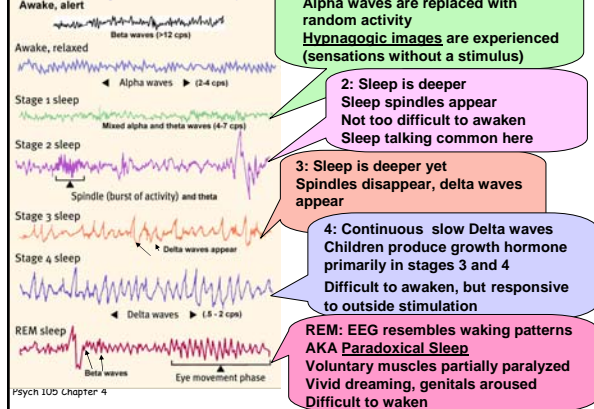 Awake, alert
Beta waves (>12 cps)
Awake, relaxed
Alpha waves (2-4 cps)
Stage 1 sleep
Mixed alpha and theta waves (4-7 cps)
Stage 2 sleep
Spindle (burst of activity) and theta
Stage 3 sleep
Delta waves appear
Stage 4 sleep
Delta waves (.5 - 2 cps)
REM sleep
Beta waves
Eye movement phase
Psych 105 Chapter 4
Alpha waves are replaced with
random activity
Hypnagogic images are experienced
(sensations without a stimulus)
2: Sleep is deeper
Sleep spindles appear
Not too difficult to awaken
Sleep talking common here
3: Sleep is deeper yet
Spindles disappear, delta waves
appear
4: Continuous slow Delta waves
Children produce growth hormone
primarily in stages 3 and 4
Difficult to awaken, but responsive
to outside stimulation
REM: EEG resembles waking patterns
AKA Paradoxical Sleep
Voluntary muscles partially paralyzed
Vivid dreaming, genitals aroused
Difficult to waken